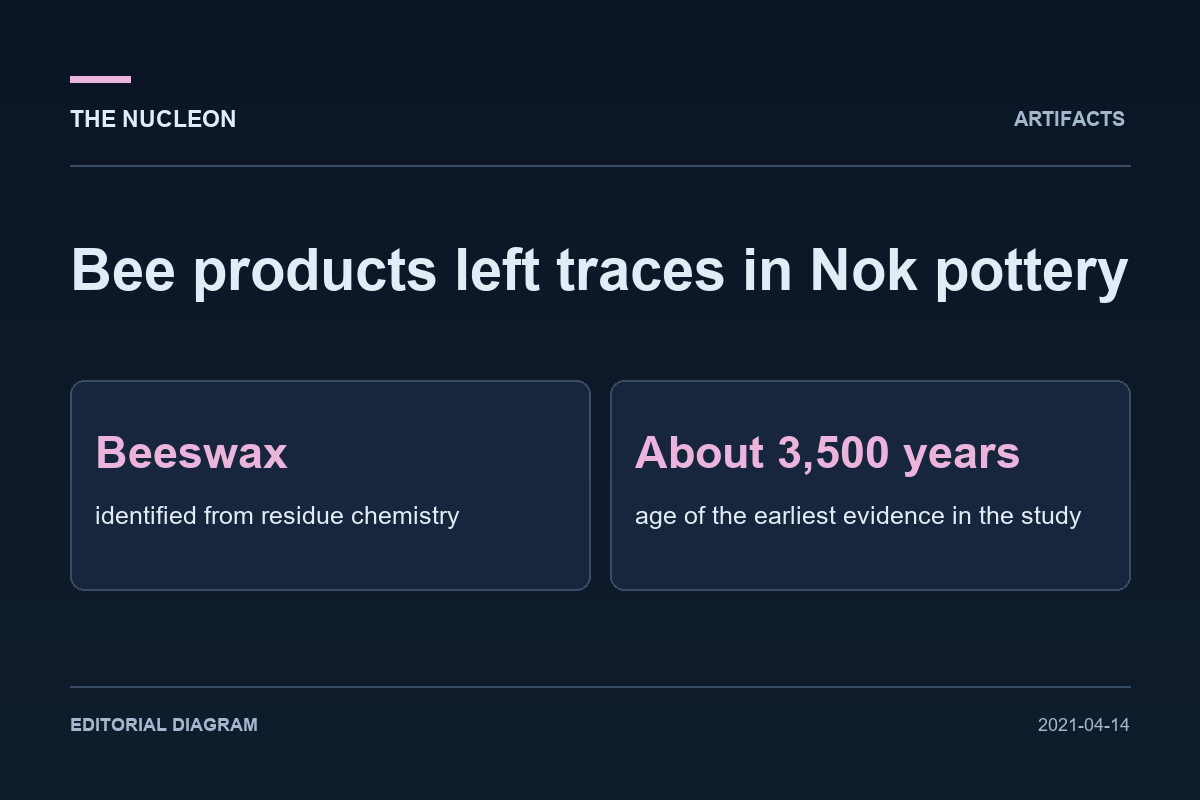 THE NUCLEON
ARTIFACTS
Bee products left traces in Nok pottery
Beeswax
identified from residue chemistry
About 3,500 years
age of the earliest evidence in the study
EDITORIAL DIAGRAM
2021-04-14